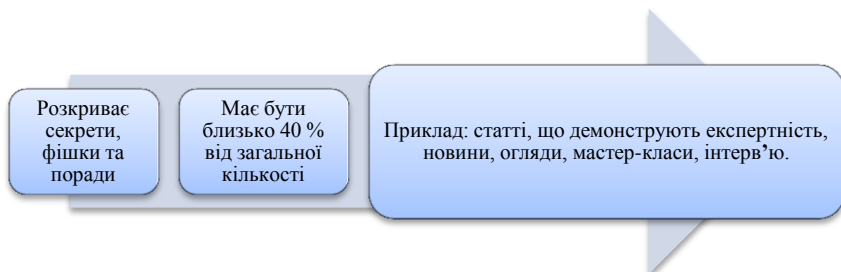 Розкриває
секрети,
фішки та
поради
Має бути
близько 40 %
від загальної
кількості
Приклад: статті, що демонструють експертність,
новини, огляди, мастер-класи, інтерв’ю.